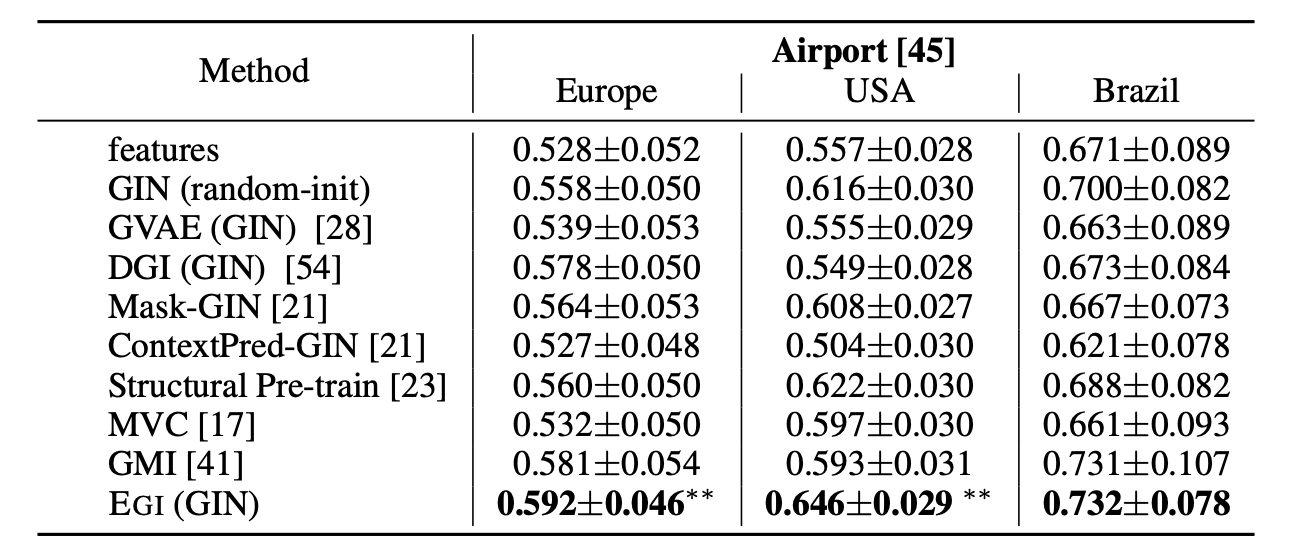 Method Airport [45]
Europe USA Brazil
features 0.528±0.052 0.557±0.028 0.671±0.089
GIN (random-init) 0.558±0.050 0.616±0.030 0.700±0.082
GVAE (GIN) [28] 0.539±0.053 0.555±0.029 0.663±0.089
DGI (GIN) [54] 0.578±0.050 0.549±0.028 0.673±0.084
Mask-GIN [21] 0.564±0.053 0.608±0.027 0.667±0.073
ContextPred-GIN [21] 0.527±0.048 0.504±0.030 0.621±0.078
Structural Pre-train [23] 0.560±0.050 0.622±0.030 0.688±0.082
MVC [17] 0.532±0.050 0.597±0.030 0.661±0.093
GMI [41] 0.581±0.054 0.593±0.031 0.731±0.107
EGI (GIN) 0.592±0.046** 0.646±0.029 ** 0.732±0.078